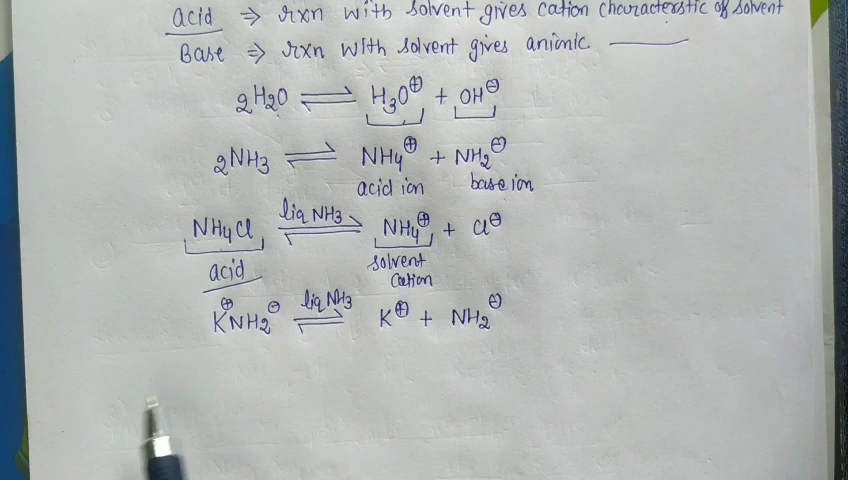 acid ⇒ rxn with solvent gives cation characterstic of solvent
Base ⇒ rxn with solvent gives anionic ———
2H2O ⇌ H3O⊕ + OH⊖
2NH3 ⇌ NH4⊕ + NH2⊖
acid ion base ion
liq NH3
NH4Cl ⇌ NH4⊕ + Cl⊖
acid solvent
Cation
liq NH3
K⊕NH2⊖ ⇌ K⊕ + NH2⊖